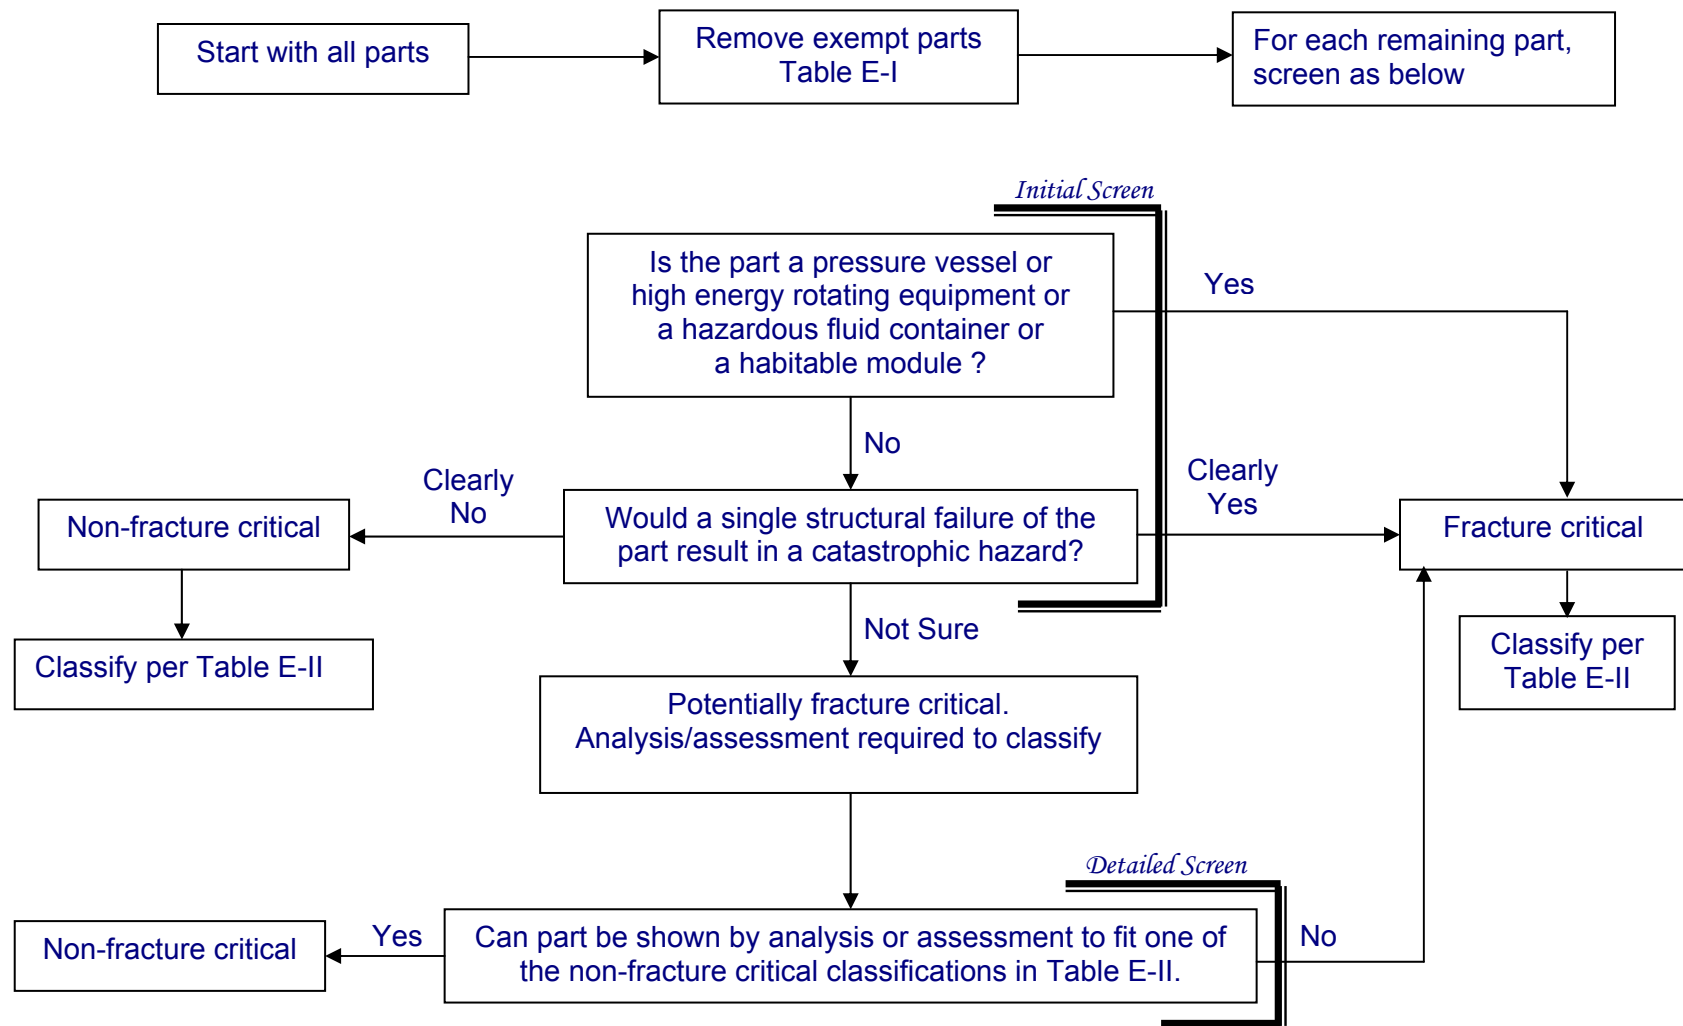 Start with all parts
Remove exempt parts
Table E-I
For each remaining part,
screen as below
Initial Screen
Is the part a pressure vessel or
high energy rotating equipment or
a hazardous fluid container or
a habitable module ?
Yes
No
Clearly
No
Clearly
Yes
Non-fracture critical
Would a single structural failure of the
part result in a catastrophic hazard?
Fracture critical
Not Sure
Classify per Table E-II
Classify per
Table E-II
Potentially fracture critical.
Analysis/assessment required to classify
Detailed Screen
Non-fracture critical
Yes
Can part be shown by analysis or assessment to fit one of
the non-fracture critical classifications in Table E-II.
No